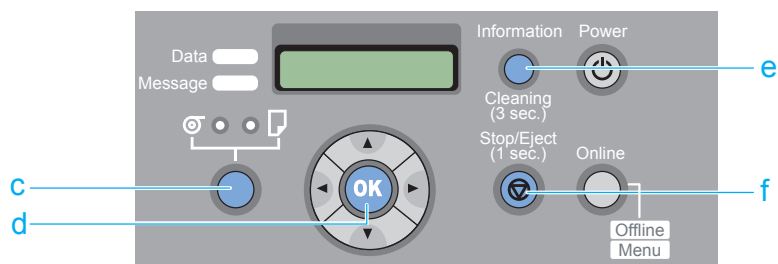 Information Power
Data
Message
e
Cleaning
(3 sec.)
Stop/Eject
(1 sec.)
Online
c
OK
f
d
Offline
Menu